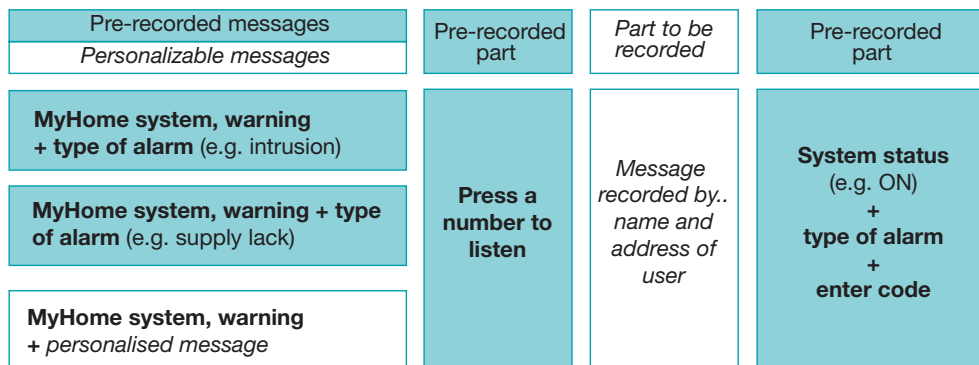 Pre-recorded messages
Personalizable messages
Pre-recorded
part
Part to be
recorded
Pre-recorded
part
MyHome system, warning
+ type of alarm (e.g. intrusion)
MyHome system, warning + type
of alarm (e.g. supply lack)
MyHome system, warning
+ personalised message
Press a
number to
listen
Message
recorded by..
name and
address of
user
System status
(e.g. ON)
+
type of alarm
+
enter code